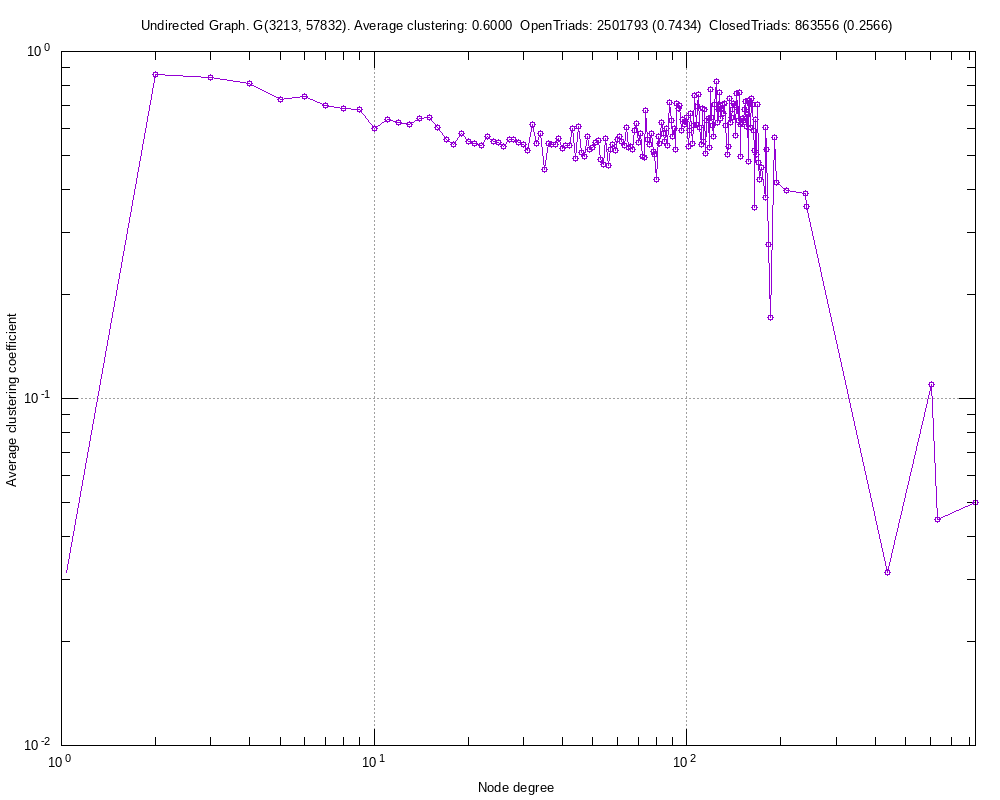 Undirected Graph. G(3213, 57832). Average clustering: 0.6000  OpenTriads: 2501793 (0.7434)  ClosedTriads: 863556 (0.2566)
10^0
10^-1
10^-2
Average clustering coefficient
10^0 10^1 10^2
Node degree